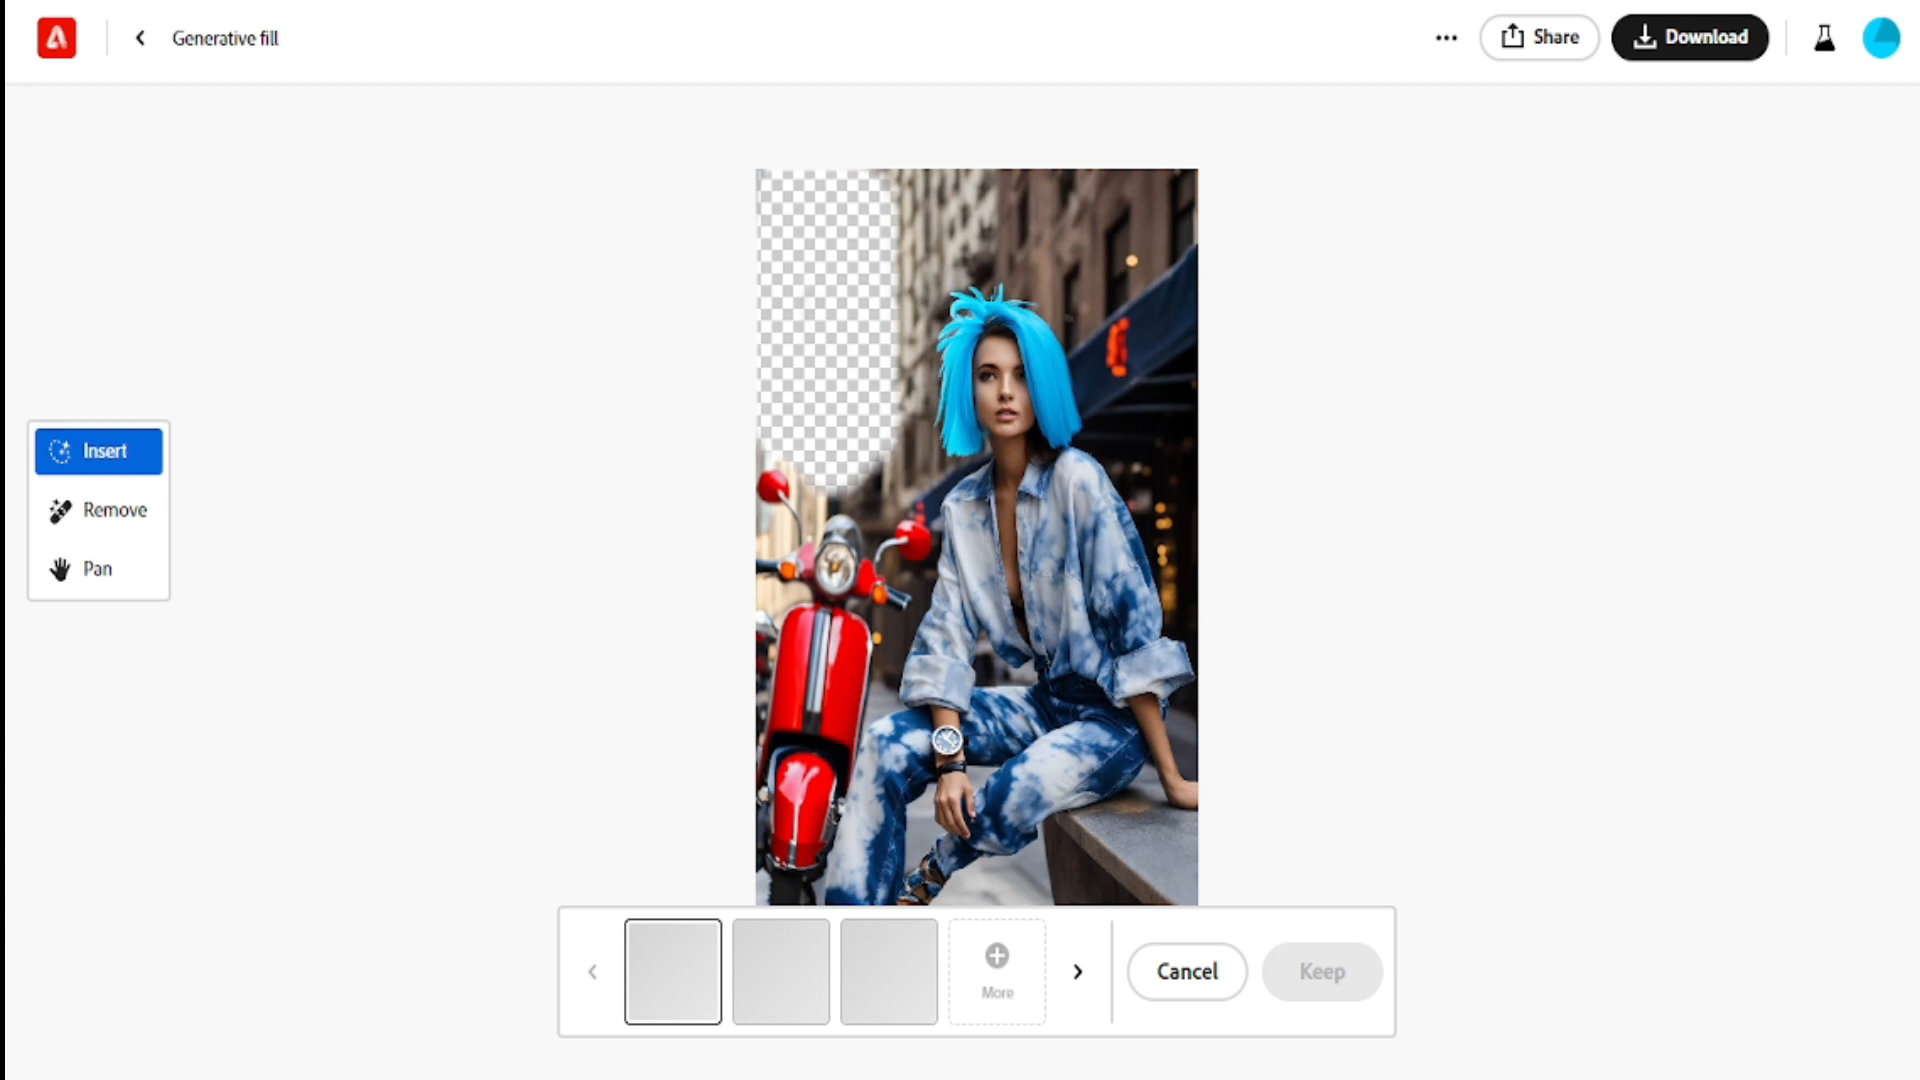 Generative fill
Share
Download
Insert
Remove
Pan
More
Cancel
Keep